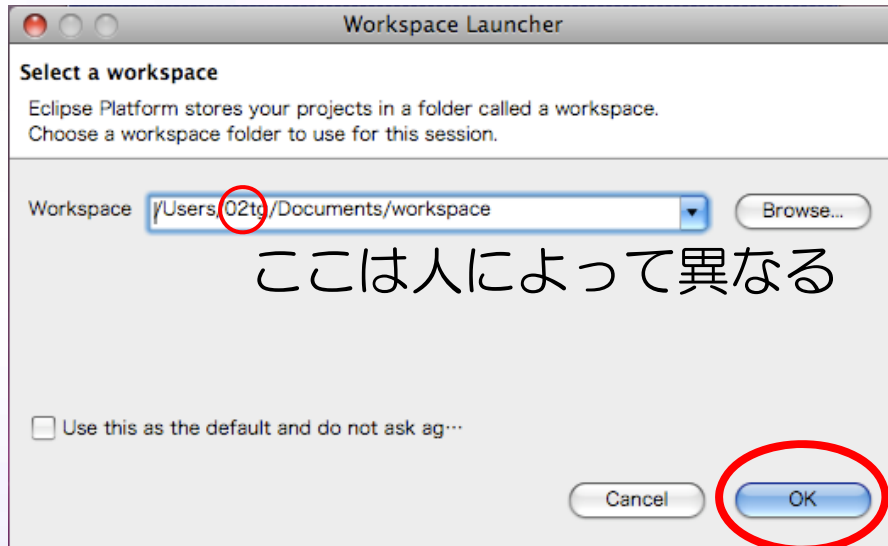 Workspace Launcher
Select a workspace
Eclipse Platform stores your projects in a folder called a workspace.
Choose a workspace folder to use for this session.
Workspace /Users/02tg/Documents/workspace Browse...
ここは人によって異なる
Use this as the default and do not ask ag…
Cancel OK